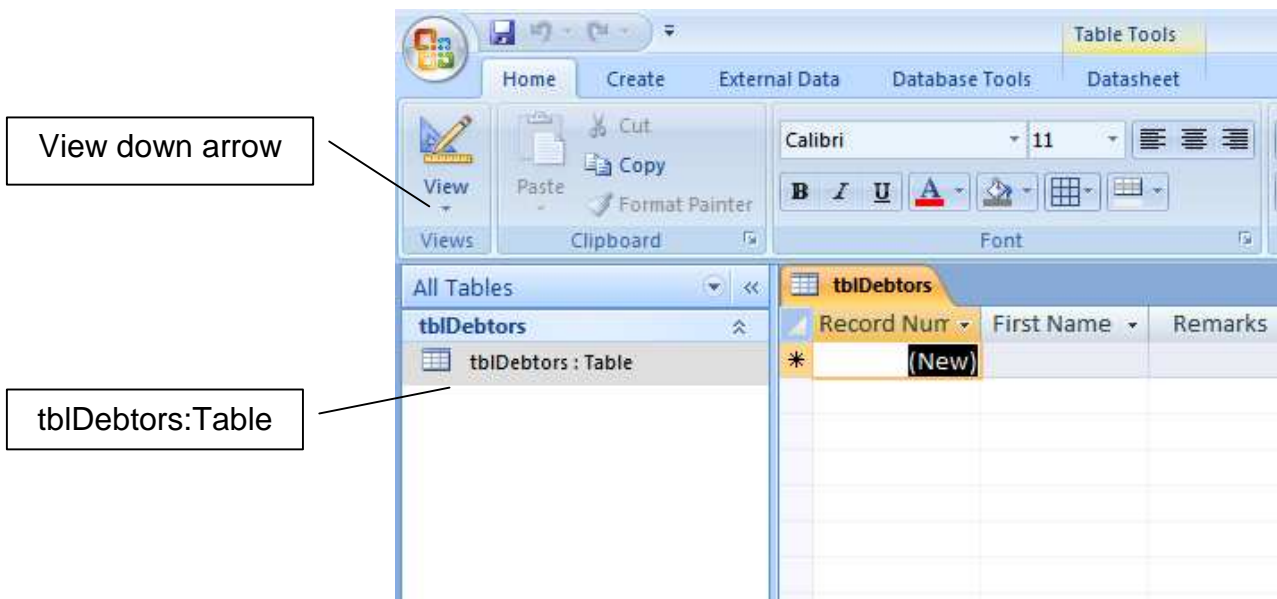 Table Tools
Home Create External Data Database Tools Datasheet
View down arrow
View
Paste
Cut
Copy
Format Painter
Calibri 11
B I U A
Views Clipboard Font
All Tables
tblDebtors
tblDebtors : Table
tblDebtors:Table
tblDebtors
Record Num First Name Remarks
(New)